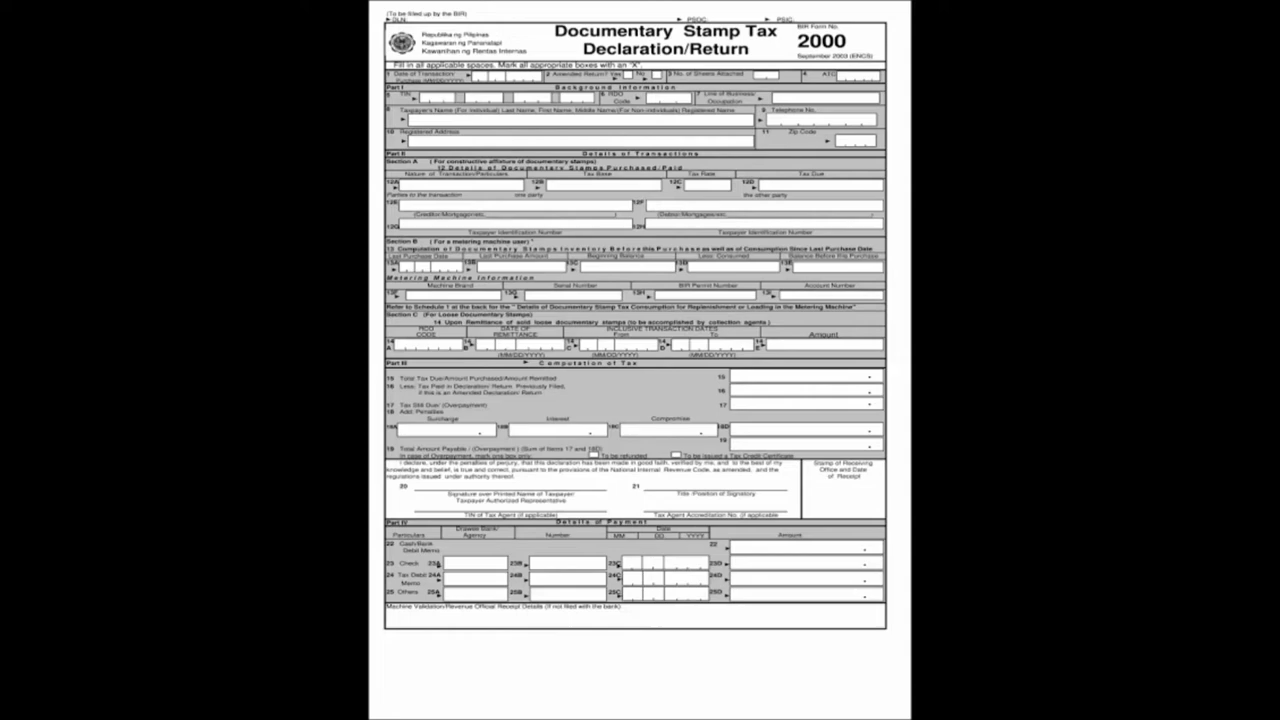 (To be filled up by the BIR)
DLN: PSOC: PSIC:
Republika ng Pilipinas
Kagawaran ng Pananalapi
Kawanihan ng Rentas Internas
Documentary Stamp Tax
Declaration/Return
BIR Form No.
2000
September 2003 (ENCS)
Fill in all applicable spaces. Mark all appropriate boxes with an "X".
1 Date of Transactory 2 Amended Return? Yes No 3 No. of Sheets Attached 4 ATC
Purchase MM/DD/YYYY
Part I Background Information
5 TIN 6 RDO Code 7 Line of Business/ Occupation
8 Taxpayer's Name (For Individual) Last Name, First Name, Middle Name/(For Non-individuals) Registered Name 9 Telephone No.
10 Registered Address 11 Zip Code
Part II Details of Transactions
Section A (For constructive affixture of documentary stamps)
12 Details of Documentary Stamps Purchased/Paid
Nature of Transaction/Particulars Tax Base Tax Rate Tax Due
12A 12B 12C 12D
Parties to the transaction one party the other party
12E 12F
(Creditor/Mortgagor/etc. ) (Debtor/Mortgagee/etc. )
12G 12H
Taxpayer Identification Number Taxpayer Identification Number
Section B (For a metering machine user) *
13 Computation of Documentary Stamps Inventory Before this Purchase as well as of Consumption Since Last Purchase Date
Last Purchase Date Last Purchase Amount Beginning Balance Less: Consumed Balance Before this Purchase
13A 13B 13C 13D 13E
Metering Machine Information
Machine Brand Serial Number BIR Permit Number Account Number
13F 13G 13H 13I
Refer to Schedule 1 at the back for the " Details of Documentary Stamp Tax Consumption for Replenishment or Loading in the Metering Machine"
Section C (For Loose Documentary Stamps)
14 Upon Remittance of sold loose documentary stamps (to be accomplished by collection agents)
RCO CODE DATE OF REMITTANCE INCLUSIVE TRANSACTION DATES
From To Amount
14 A 14 B 14 C 14 D 14 E
(MM/DD/YYYY) (MM/DD/YYYY) (MM/DD/YYYY)
Part III Computation of Tax
15 Total Tax Due/Amount Purchased/Amount Remitted 15
16 Less: Tax Paid in Declaration/ Return Previously Filed, 16
if this is an Amended Declaration/ Return
17 Tax Still Due/ (Overpayment) 17
18 Add: Penalties
Surcharge Interest Compromise
18A 18B 18C 18D
19 Total Amount Payable / (Overpayment ) (Sum of Items 17 and 18D) 19
In case of Overpayment, mark one box only: To be refunded To be issued a Tax Credit Certificate
I declare, under the penalties of perjury, that this declaration has been made in good faith, verified by me, and to the best of my
knowledge and belief, is true and correct, pursuant to the provisions of the National Internal Revenue Code, as amended, and the
regulations issued under authority thereof.
Stamp of Receiving
Office and Date
of Receipt
20 21
Signature over Printed Name of Taxpayer/ Title /Position of Signatory
Taxpayer Authorized Representative
TIN of Tax Agent (if applicable) Tax Agent Accreditation No. (if applicable
Part IV Details of Payment
Particulars Drawee Bank/ Agency Number Date Amount
MM DD YYYY
22 Cash/Bank Debit Memo 22
23 Check 23A 23B 23C 23D
24 Tax Debit Memo 24A 24B 24C 24D
25 Others 25A 25B 25C 25D
Machine Validation/Revenue Official Receipt Details (If not filed with the bank)